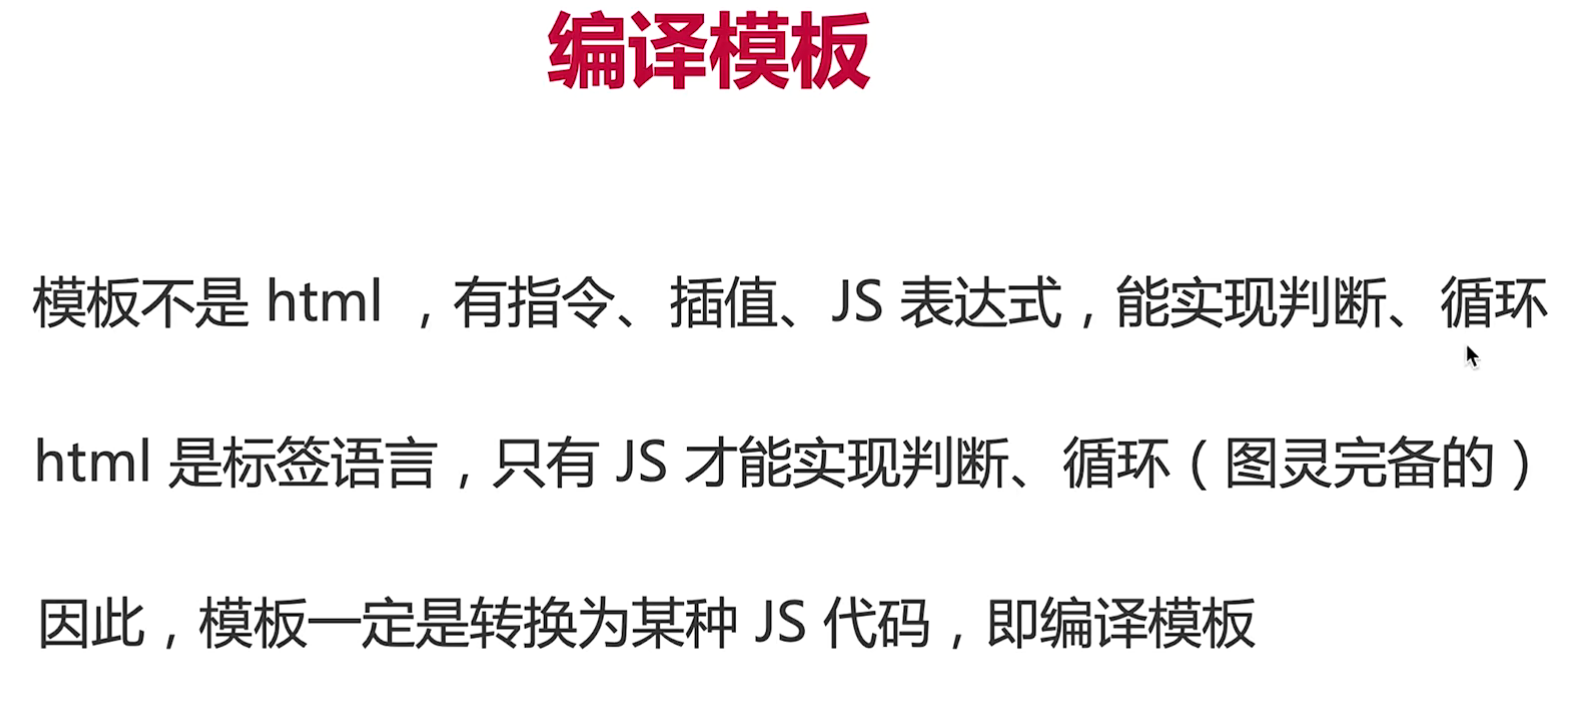 编译模板
模板不是 html ，有指令、插值、JS 表达式，能实现判断、循环
html 是标签语言，只有 JS 才能实现判断、循环（图灵完备的）
因此，模板一定是转换为某种 JS 代码，即编译模板